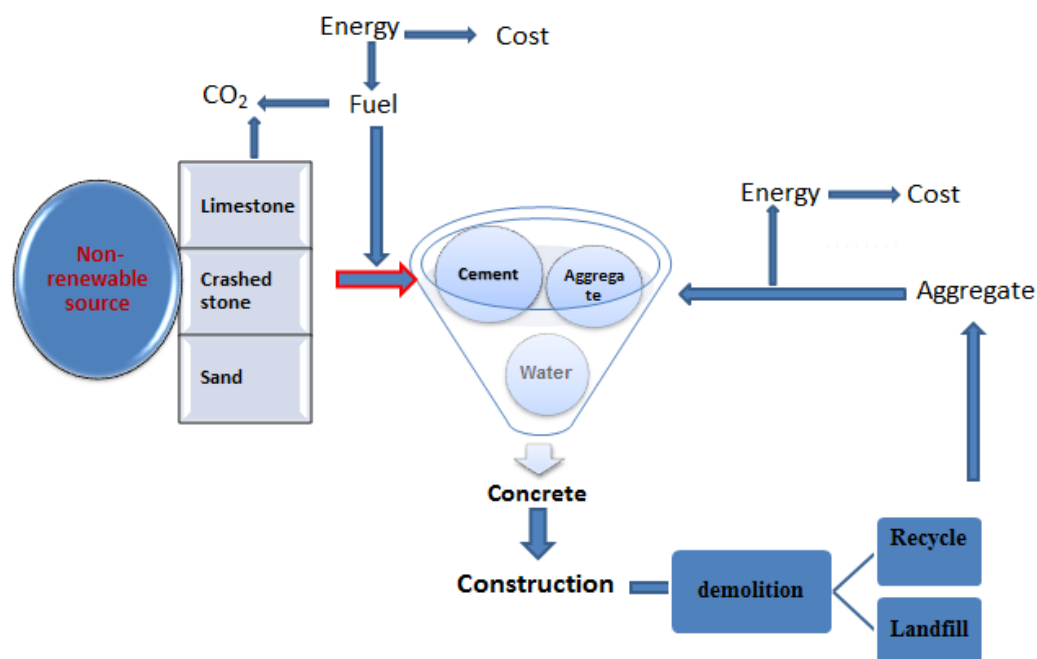 Energy
Cost
CO₂
Fuel
Limestone
Non-
renewable
source
Crashed
stone
Sand
Cement
Aggrega
te
Water
Energy
Cost
Aggregate
Concrete
Construction
demolition
Recycle
Landfill